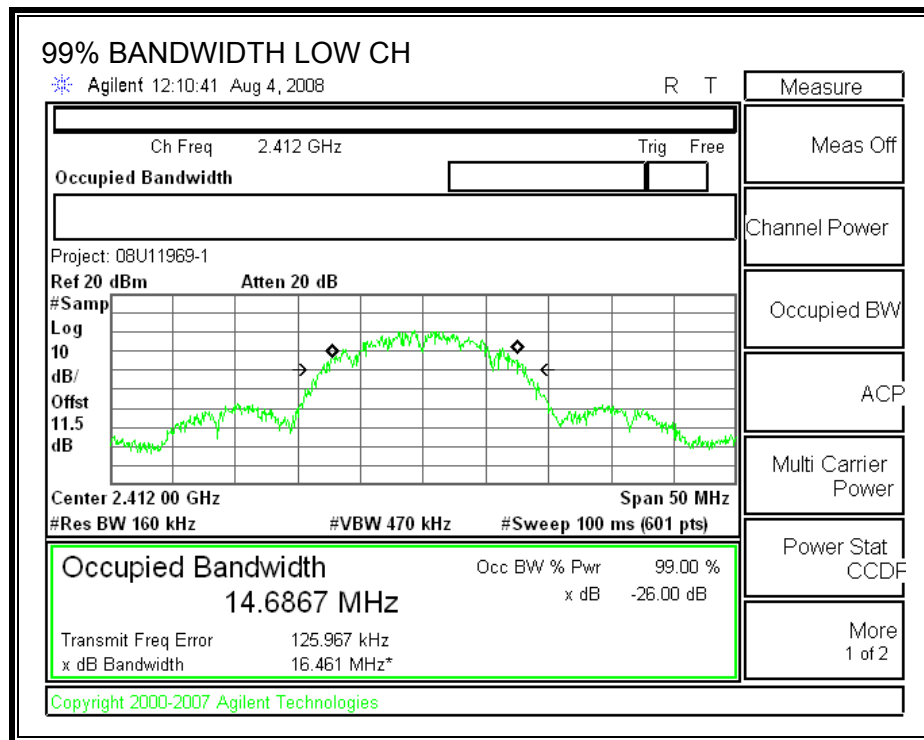 99% BANDWIDTH LOW CH
Agilent 12:10:41 Aug 4, 2008 R T
Measure
Ch Freq 2.412 GHz Trig Free
Occupied Bandwidth
Meas Off
Channel Power
Occupied BW
ACP
Multi Carrier
Power
Power Stat
CCDF
More
1 of 2
Project: 08U11969-1
Ref 20 dBm Atten 20 dB
#Samp
Log
10
dB/
Offst
11.5
dB
Center 2.412 00 GHz Span 50 MHz
#Res BW 160 kHz #VBW 470 kHz #Sweep 100 ms (601 pts)
Occupied Bandwidth Occ BW % Pwr 99.00 %
14.6867 MHz x dB -26.00 dB
Transmit Freq Error 125.967 kHz
x dB Bandwidth 16.461 MHz*
Copyright 2000-2007 Agilent Technologies